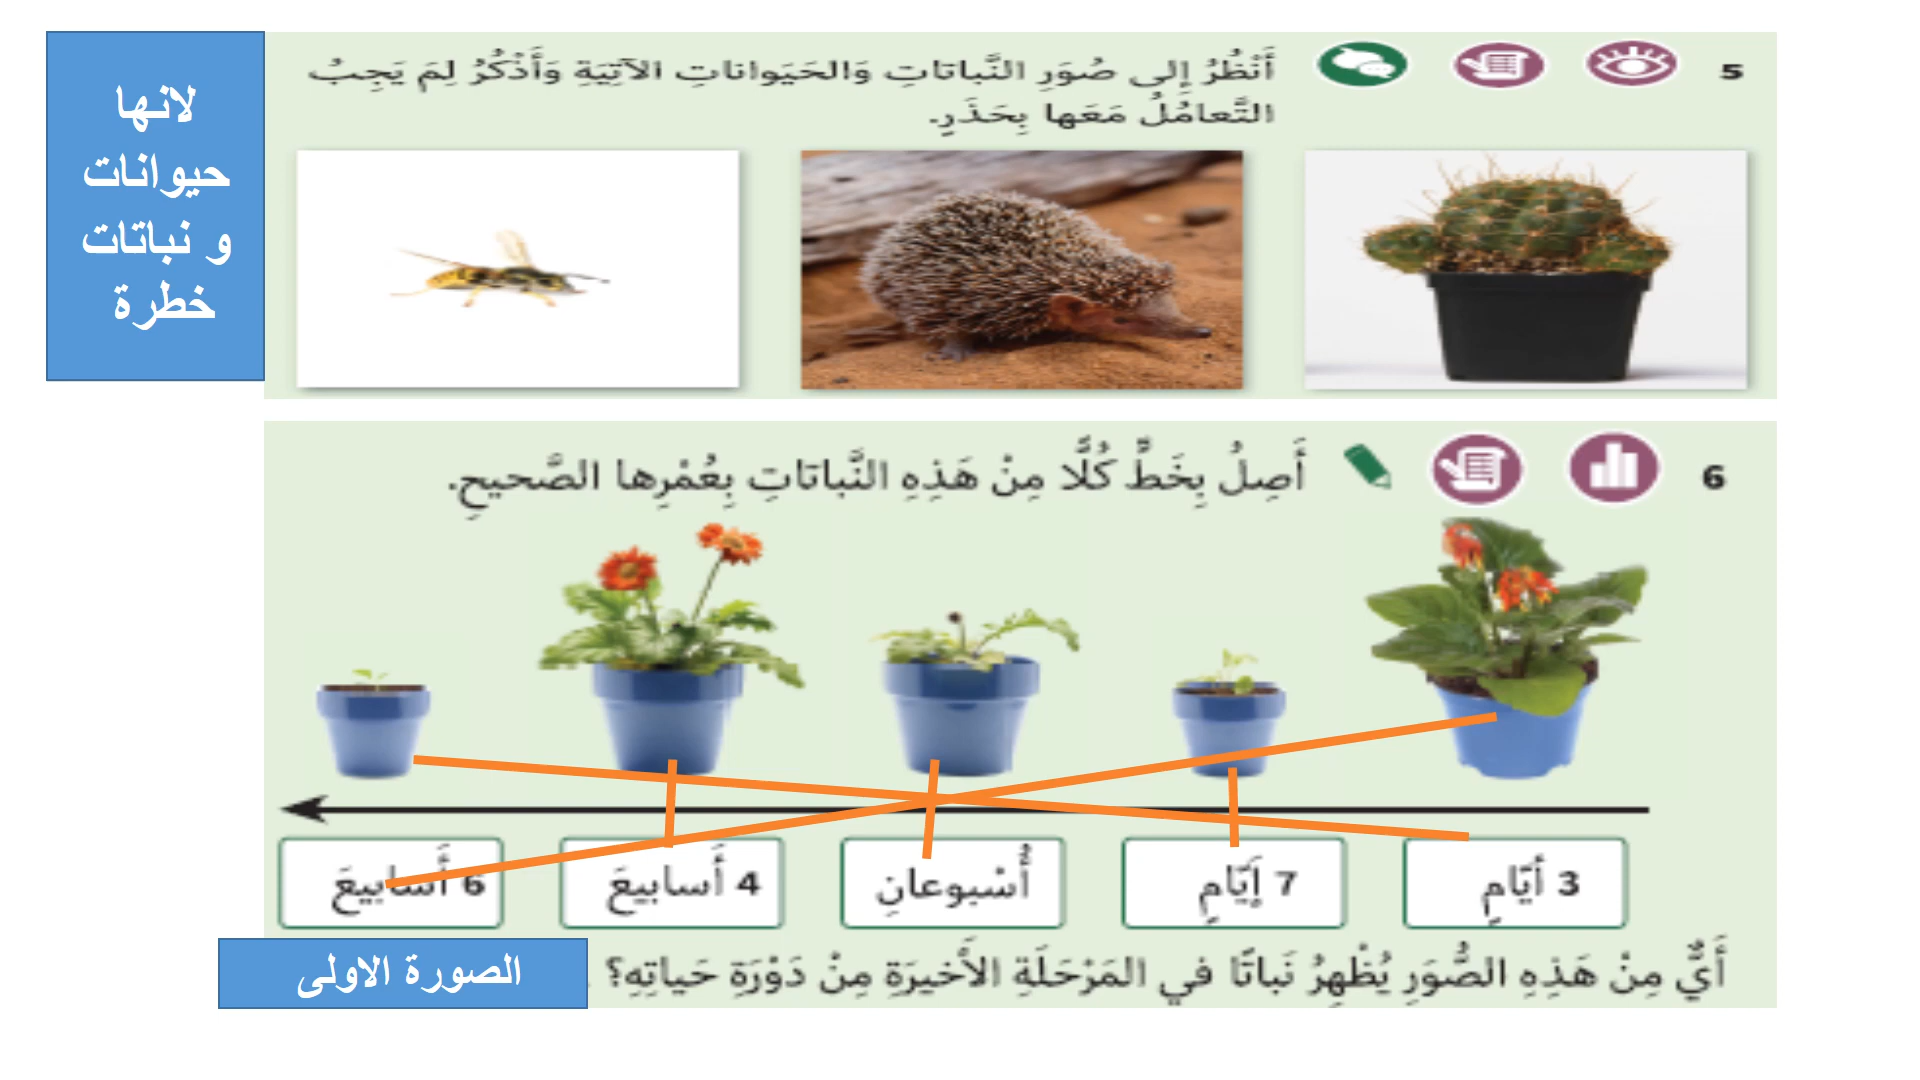 5
أَنْظُرُ إِلى صُوَرِ النَّباتاتِ وَالحَيَواناتِ الآتِيَةِ وَأَذْكُرُ لِمَ يَجِبُ
التَّعامُلُ مَعَها بِحَذَرٍ.
لانها
حيوانات
و نباتات
خطرة
6
أَصِلُ بِخَطٍّ كُلًّا مِنْ هَذِهِ النَّباتاتِ بِعُمْرِها الصَّحيحِ.
3 أَيّامٍ
7 أَيّامٍ
أُسْبوعانِ
4 أَسابيعَ
6 أَسابيعَ
أَيٌّ مِنْ هَذِهِ الصُّوَرِ يُظْهِرُ نَباتًا في المَرْحَلَةِ الأَخيرَةِ مِنْ دَوْرَةِ حَياتِهِ؟
الصورة الاولى